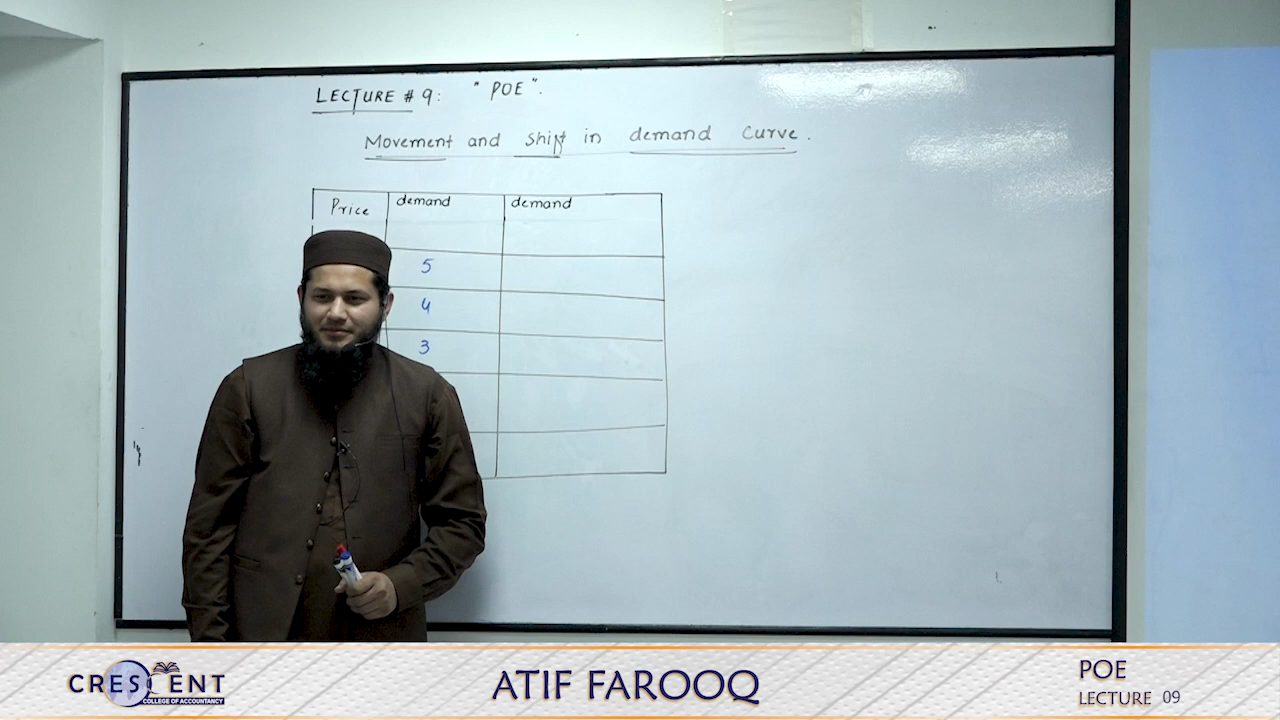 LECTURE # 9: "POE".
Movement and Shift in demand Curve.
Price demand demand
5
4
3
CRESCENT
COLLEGE OF ACCOUNTANCY
ATIF FAROOQ
POE
LECTURE 09